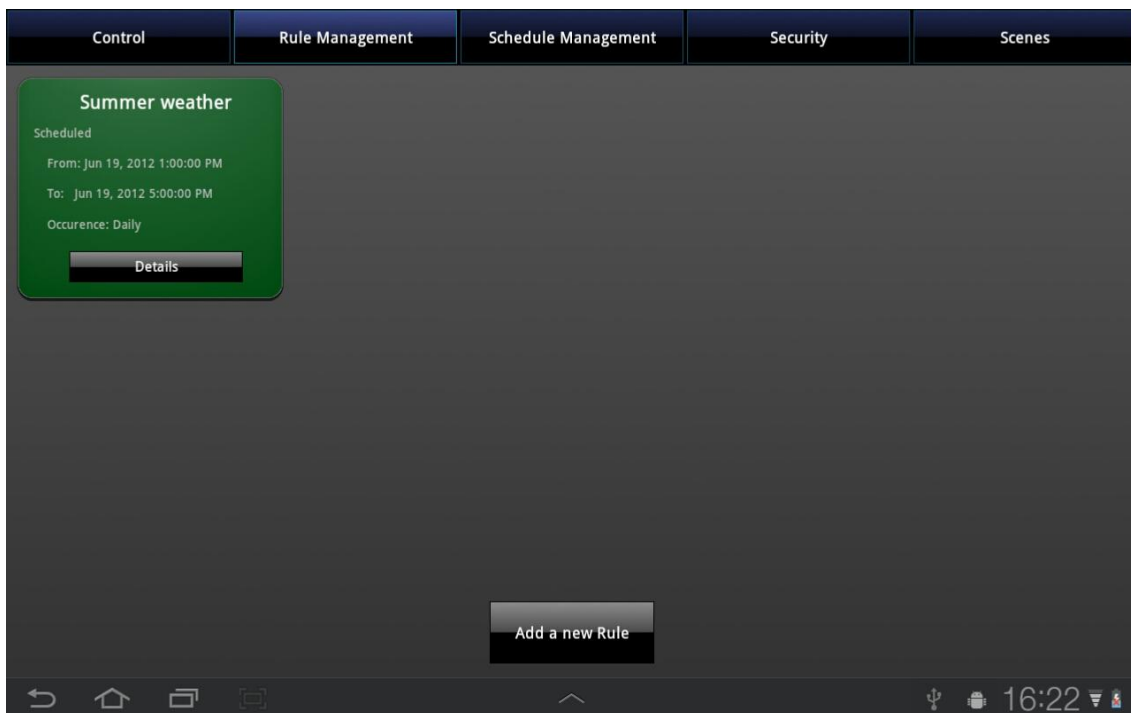 Control Rule Management Schedule Management Security Scenes
Summer weather
Scheduled
From: Jun 19, 2012 1:00:00 PM
To: Jun 19, 2012 5:00:00 PM
Occurence: Daily
Details
Add a new Rule
16:22